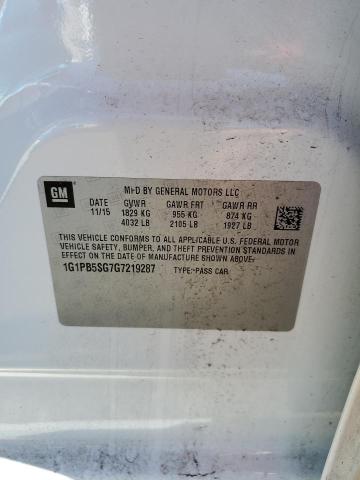 GM
MFD BY GENERAL MOTORS LLC
DATE GVWR GAWR FRT GAWR RR
11/15 1829 KG 955 KG 874 KG
4032 LB 2105 LB 1927 LB
THIS VEHICLE CONFORMS TO ALL APPLICABLE U.S. FEDERAL MOTOR
VEHICLE SAFETY, BUMPER, AND THEFT PREVENTION STANDARDS IN
EFFECT ON THE DATE OF MANUFACTURE SHOWN ABOVE.
1G1PB5SG7G7219287 TYPE: PASS CAR